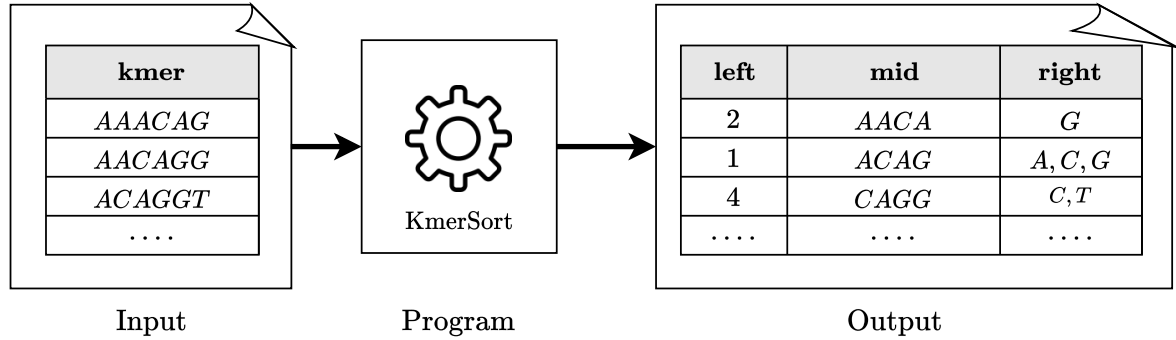 kmer
AAACAG
AACAGG
ACAGGT
....
KmerSort
left mid right
2 AACA G
1 ACAG A, C, G
4 CAGG C, T
.... .... ....
Input Program Output